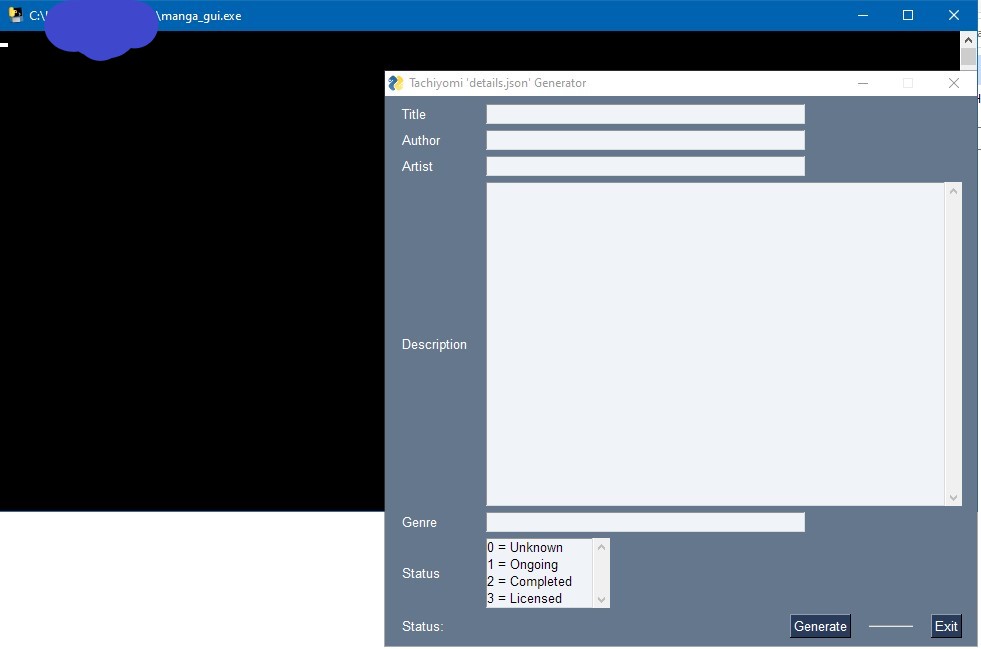 C:\
\manga_gui.exe
Tachiyomi 'details.json' Generator
Title
Author
Artist
Description
Genre
Status
0 = Unknown
1 = Ongoing
2 = Completed
3 = Licensed
Status:
Generate
Exit